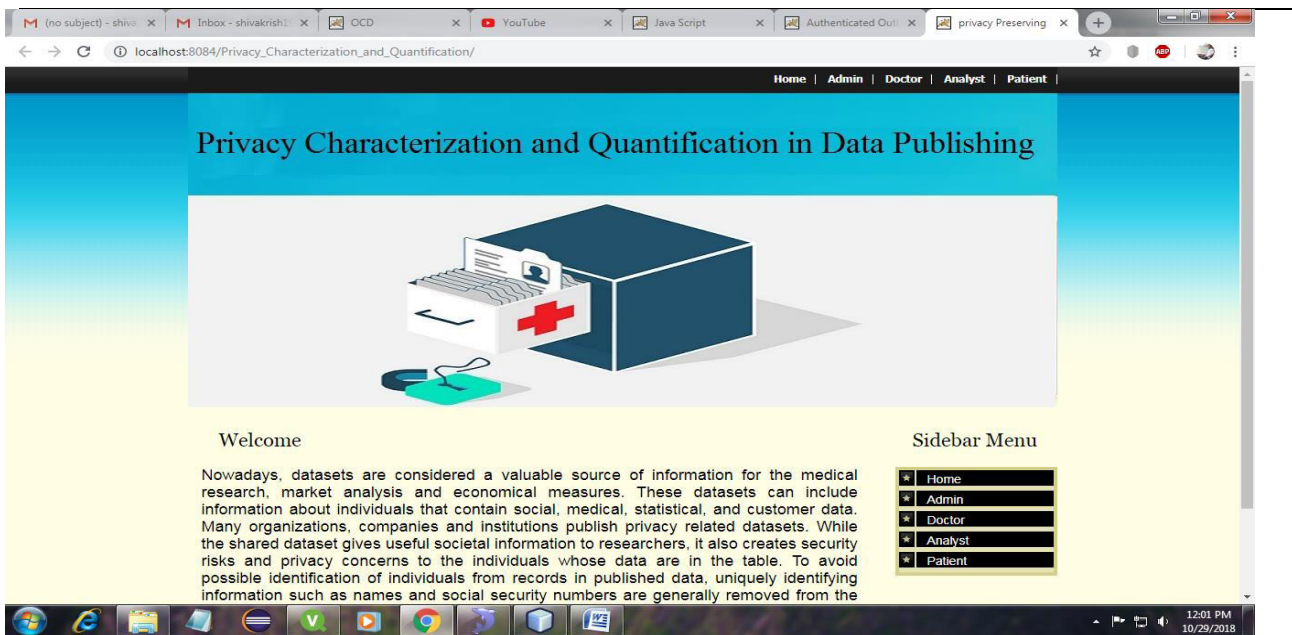 (no subject) - shiva
Inbox - shivakrish1
OCD
YouTube
Java Script
Authenticated Outl
privacy Preserving
localhost:8084/Privacy_Characterization_and_Quantification/
ABP
Home | Admin | Doctor | Analyst | Patient |
Privacy Characterization and Quantification in Data Publishing
Welcome
Nowadays, datasets are considered a valuable source of information for the medical
research, market analysis and economical measures. These datasets can include
information about individuals that contain social, medical, statistical, and customer data.
Many organizations, companies and institutions publish privacy related datasets. While
the shared dataset gives useful societal information to researchers, it also creates security
risks and privacy concerns to the individuals whose data are in the table. To avoid
possible identification of individuals from records in published data, uniquely identifying
information such as names and social security numbers are generally removed from the
Sidebar Menu
Home
Admin
Doctor
Analyst
Patient
12:01 PM
10/29/2018